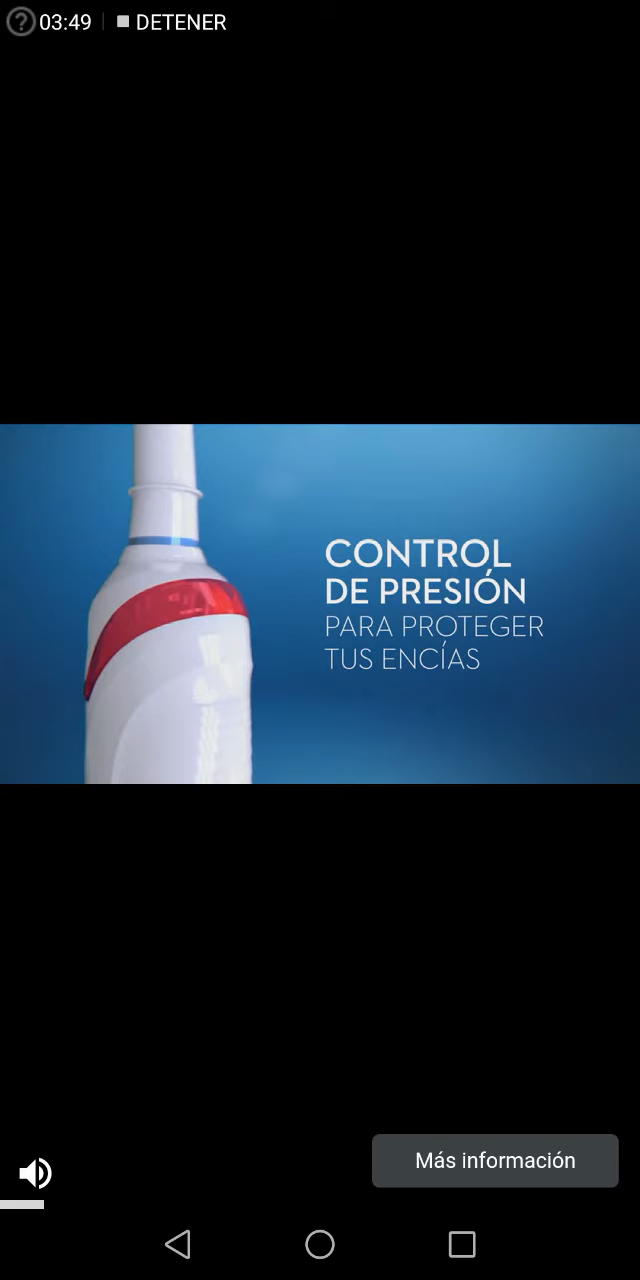 03:49 DETENER
CONTROL
DE PRESIÓN
PARA PROTEGER
TUS ENCÍAS
Más información